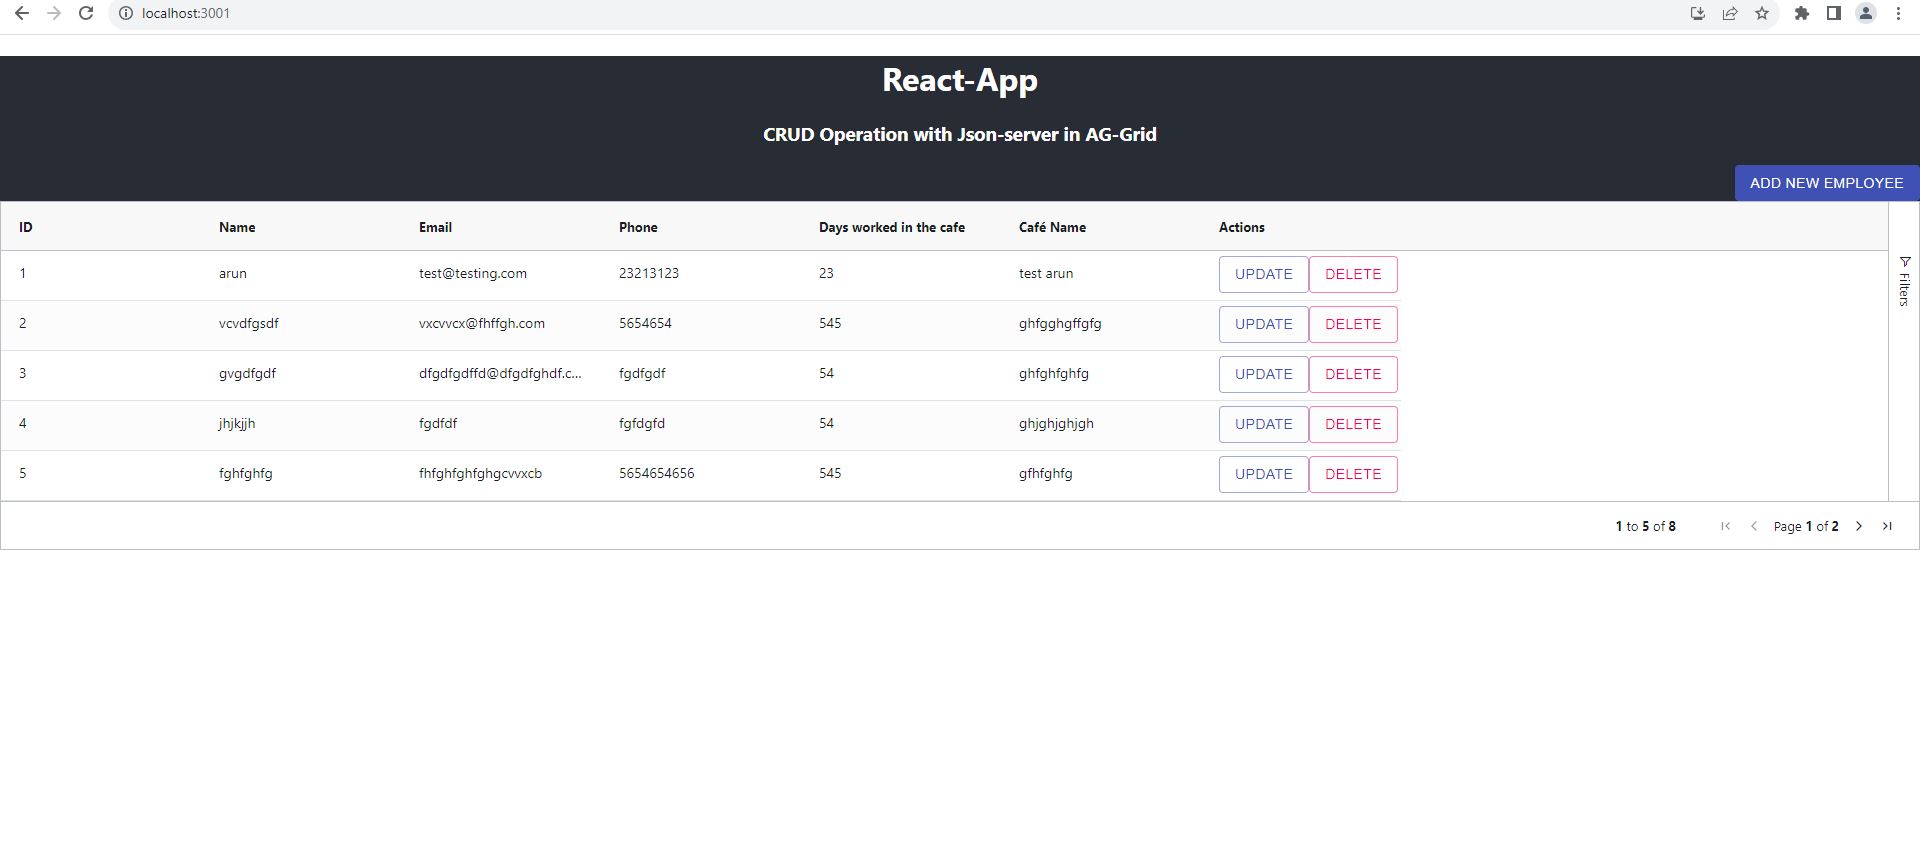 localhost:3001
React-App
CRUD Operation with Json-server in AG-Grid
ADD NEW EMPLOYEE
ID Name Email Phone Days worked in the cafe Café Name Actions
1 arun test@testing.com 23213123 23 test arun UPDATE DELETE
Filters
2 vcvdfgsdf vxcvvcx@fhffgh.com 5654654 545 ghfgghgffgfg UPDATE DELETE
3 gvgdfgdf dfgdfgdffd@dfgdfghdf.c... fgdfgdf 54 ghfghfghfg UPDATE DELETE
4 jhjkjjh fgdfdf fgfdgfd 54 ghjghjghjgh UPDATE DELETE
5 fghfghfg fhfghfghfghgcvvxcb 5654654656 545 gfhfghfg UPDATE DELETE
1 to 5 of 8 Page 1 of 2